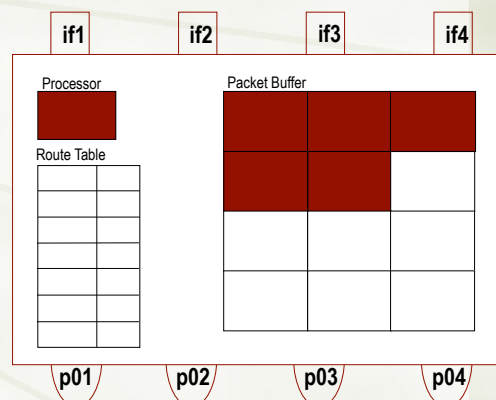 if1 if2 if3 if4
Processor Packet Buffer
Route Table
p01 p02 p03 p04